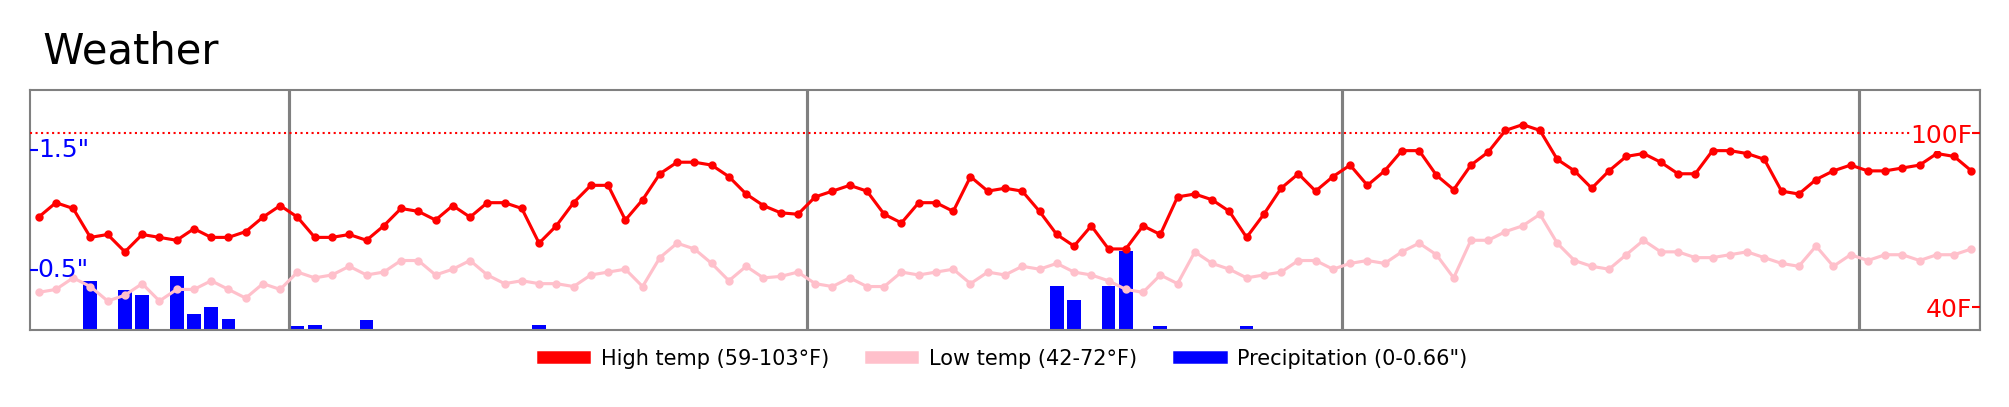 Weather
1.5"
100F
0.5"
40F
High temp (59-103°F) Low temp (42-72°F) Precipitation (0-0.66")